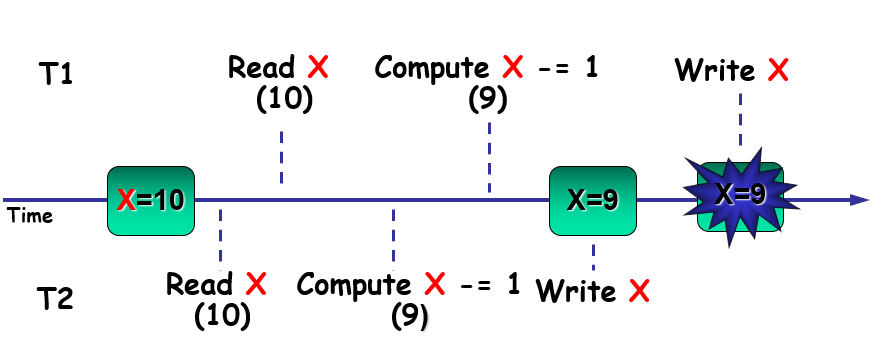 T1
Read X
(10)
Compute X -= 1
(9)
Write X
X=10
X=9
X=9
Time
T2
Read X
(10)
Compute X -= 1
(9)
Write X